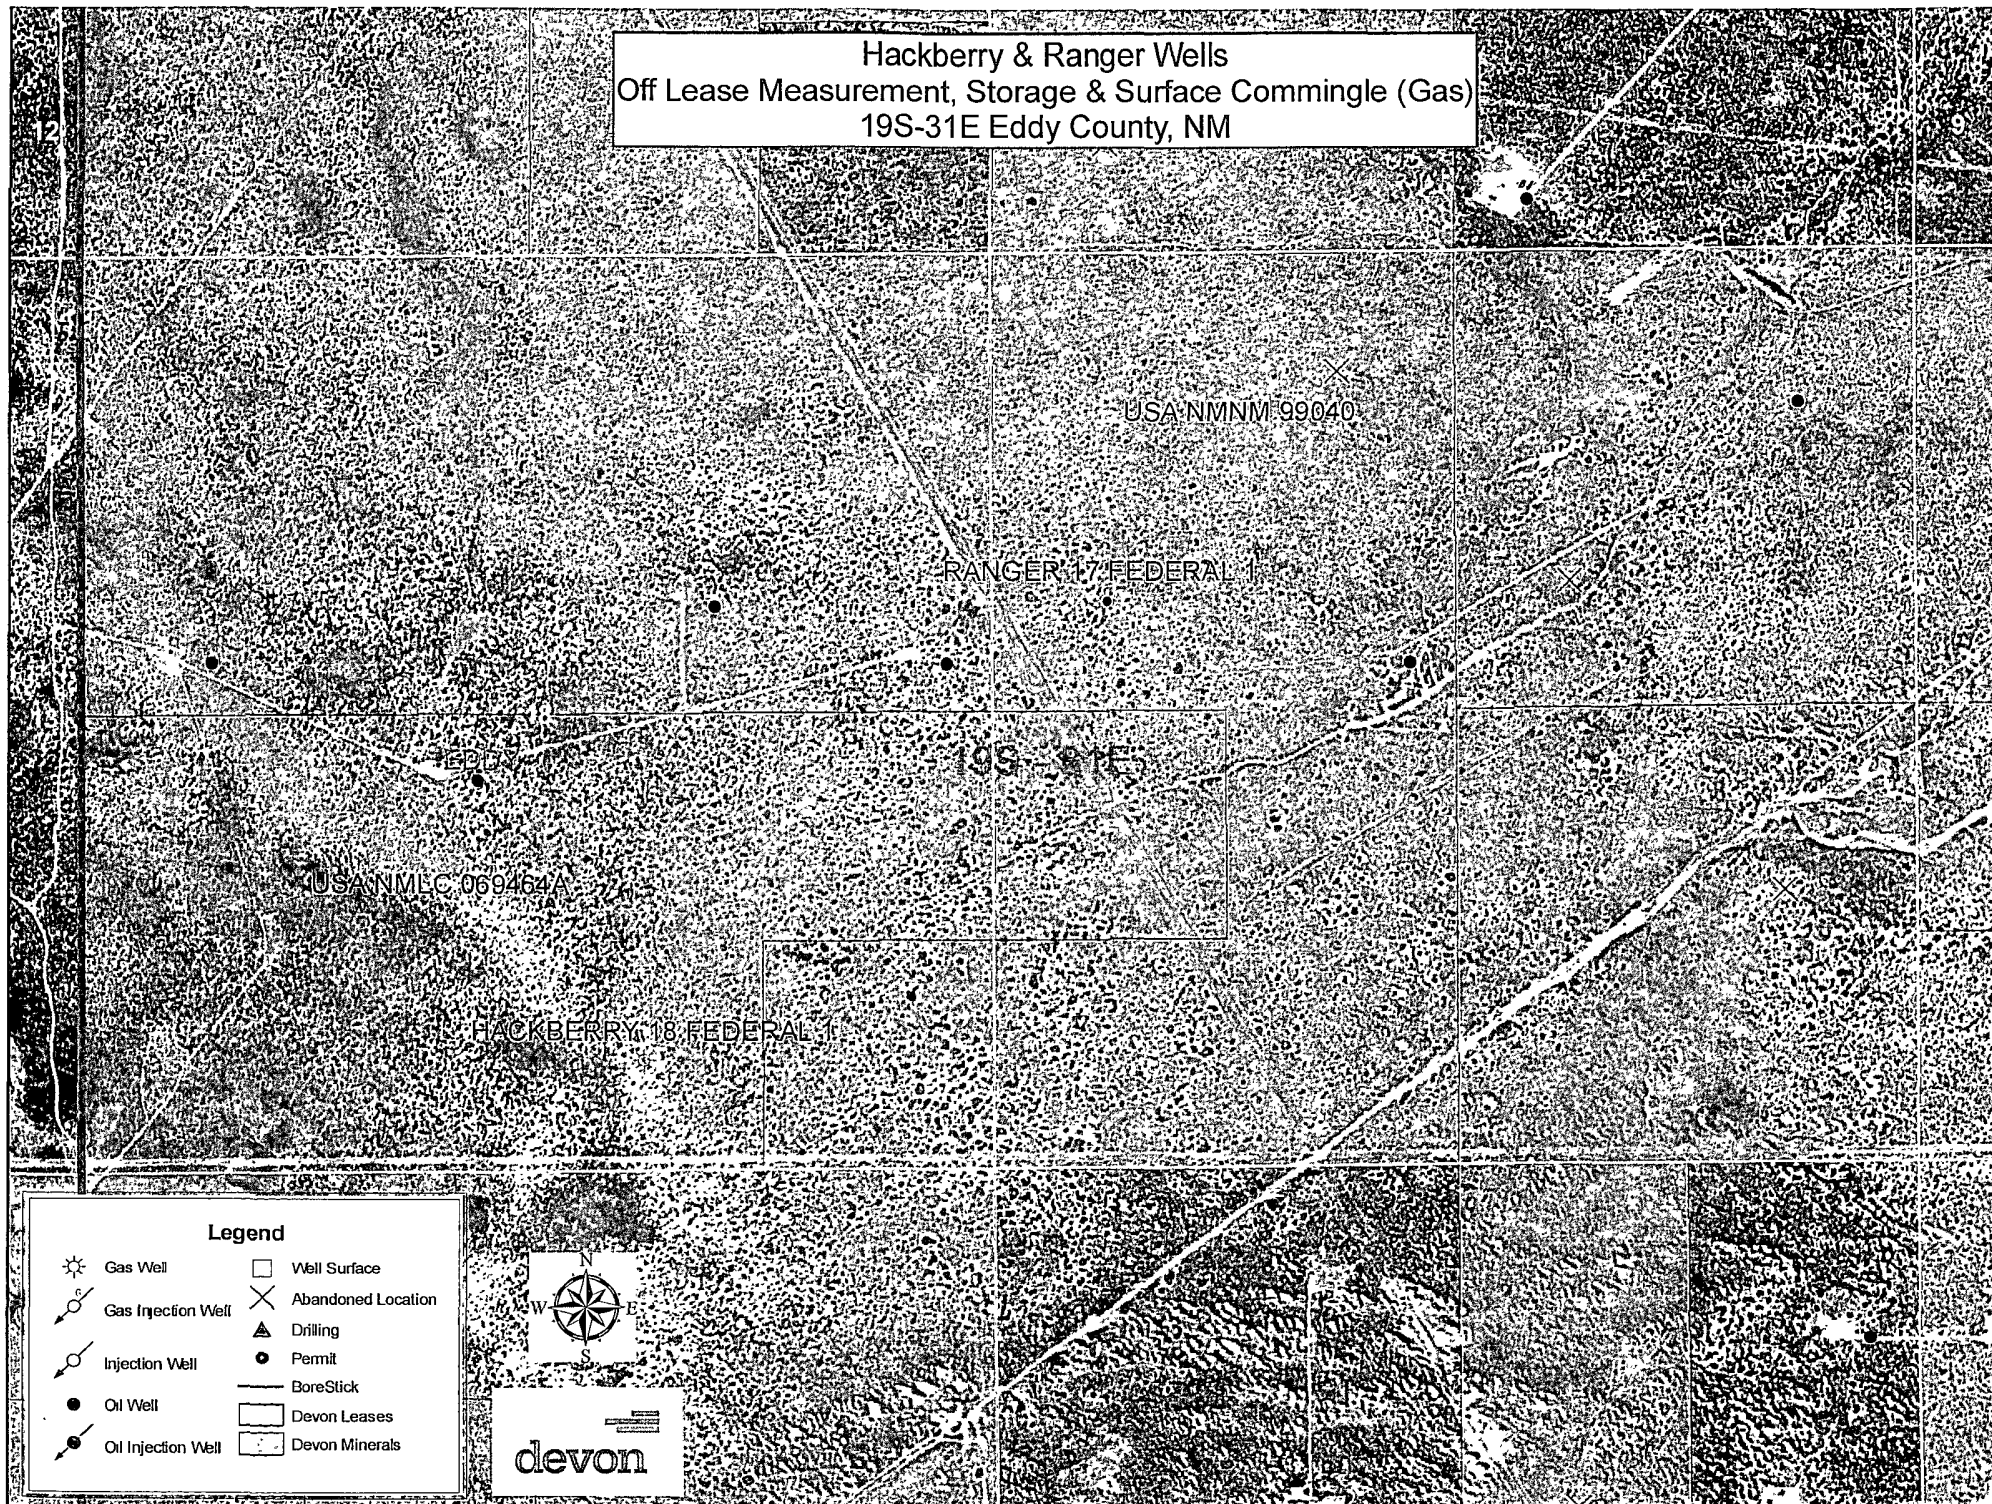 Hackberry & Ranger Wells
Off Lease Measurement, Storage & Surface Commingle (Gas)
19S-31E Eddy County, NM
12
9
USA NMNM 99040
RANGER 17 FEDERAL 1
EDDY
19S 31E
USA NMLC 069464A
HACKBERRY 18 FEDERAL 1
Legend
Gas Well
Well Surface
G
Gas Injection Well
Abandoned Location
Drilling
Injection Well
Permit
BoreStick
Oil Well
Devon Leases
Oil Injection Well
Devon Minerals
N
W E
S
devon